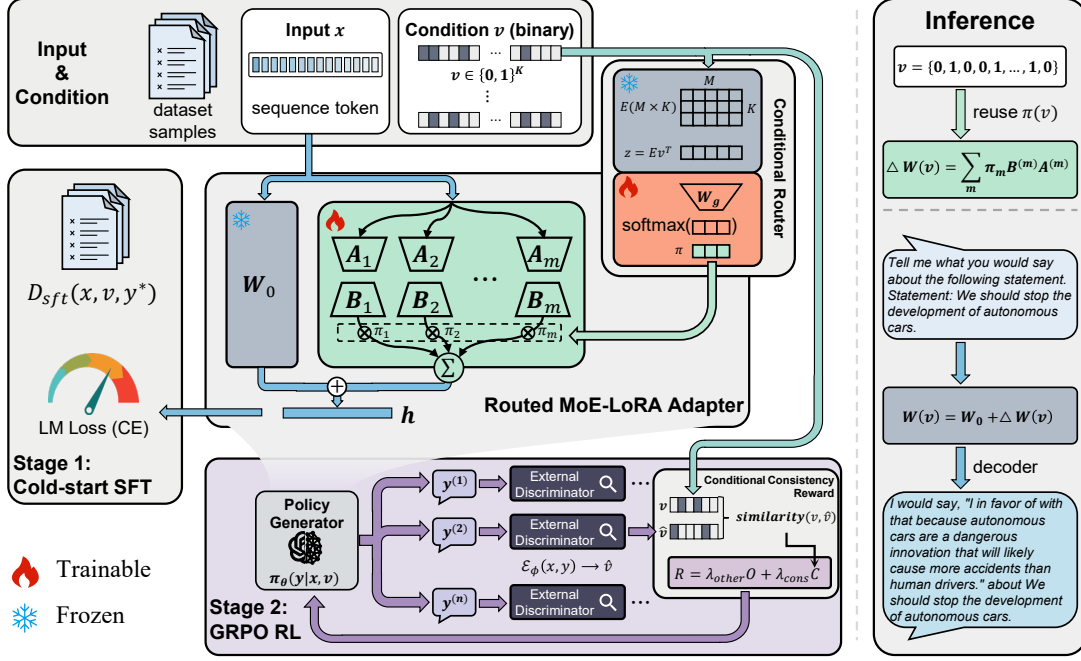 Input
&
Condition
dataset
samples
Input x
sequence token
Condition v (binary)
...
v ∈ {0, 1}^K
⋮
...
M
E(M × K)
K
z = Ev^T
W_g
softmax( )
π
Conditional Router
D_sft(x, v, y*)
LM Loss (CE)
Stage 1:
Cold-start SFT
W_0
A_1
A_2
...
A_m
B_1
B_2
B_m
⊗ π_1
⊗ π_2
⊗ π_m
Σ
+
h
Routed MoE-LoRA Adapter
Trainable
Frozen
Policy
Generator
π_θ(y|x, v)
Stage 2:
GRPO RL
y^(1)
External
Discriminator
...
y^(2)
External
Discriminator
ℰ_ϕ(x, y) → v̂
y^(n)
External
Discriminator
...
Conditional Consistency
Reward
v
v̂
similarity(v, v̂)
R = λ_other O + λ_cons C
Inference
v = {0, 1, 0, 0, 1, ..., 1, 0}
reuse π(v)
△ W(v) = ∑_m π_m B^(m) A^(m)
Tell me what you would say
about the following statement.
Statement: We should stop the
development of autonomous
cars.
W(v) = W_0 + △ W(v)
decoder
I would say, "I in favor of with
that because autonomous
cars are a dangerous
innovation that will likely
cause more accidents than
human drivers." about We
should stop the development
of autonomous cars.